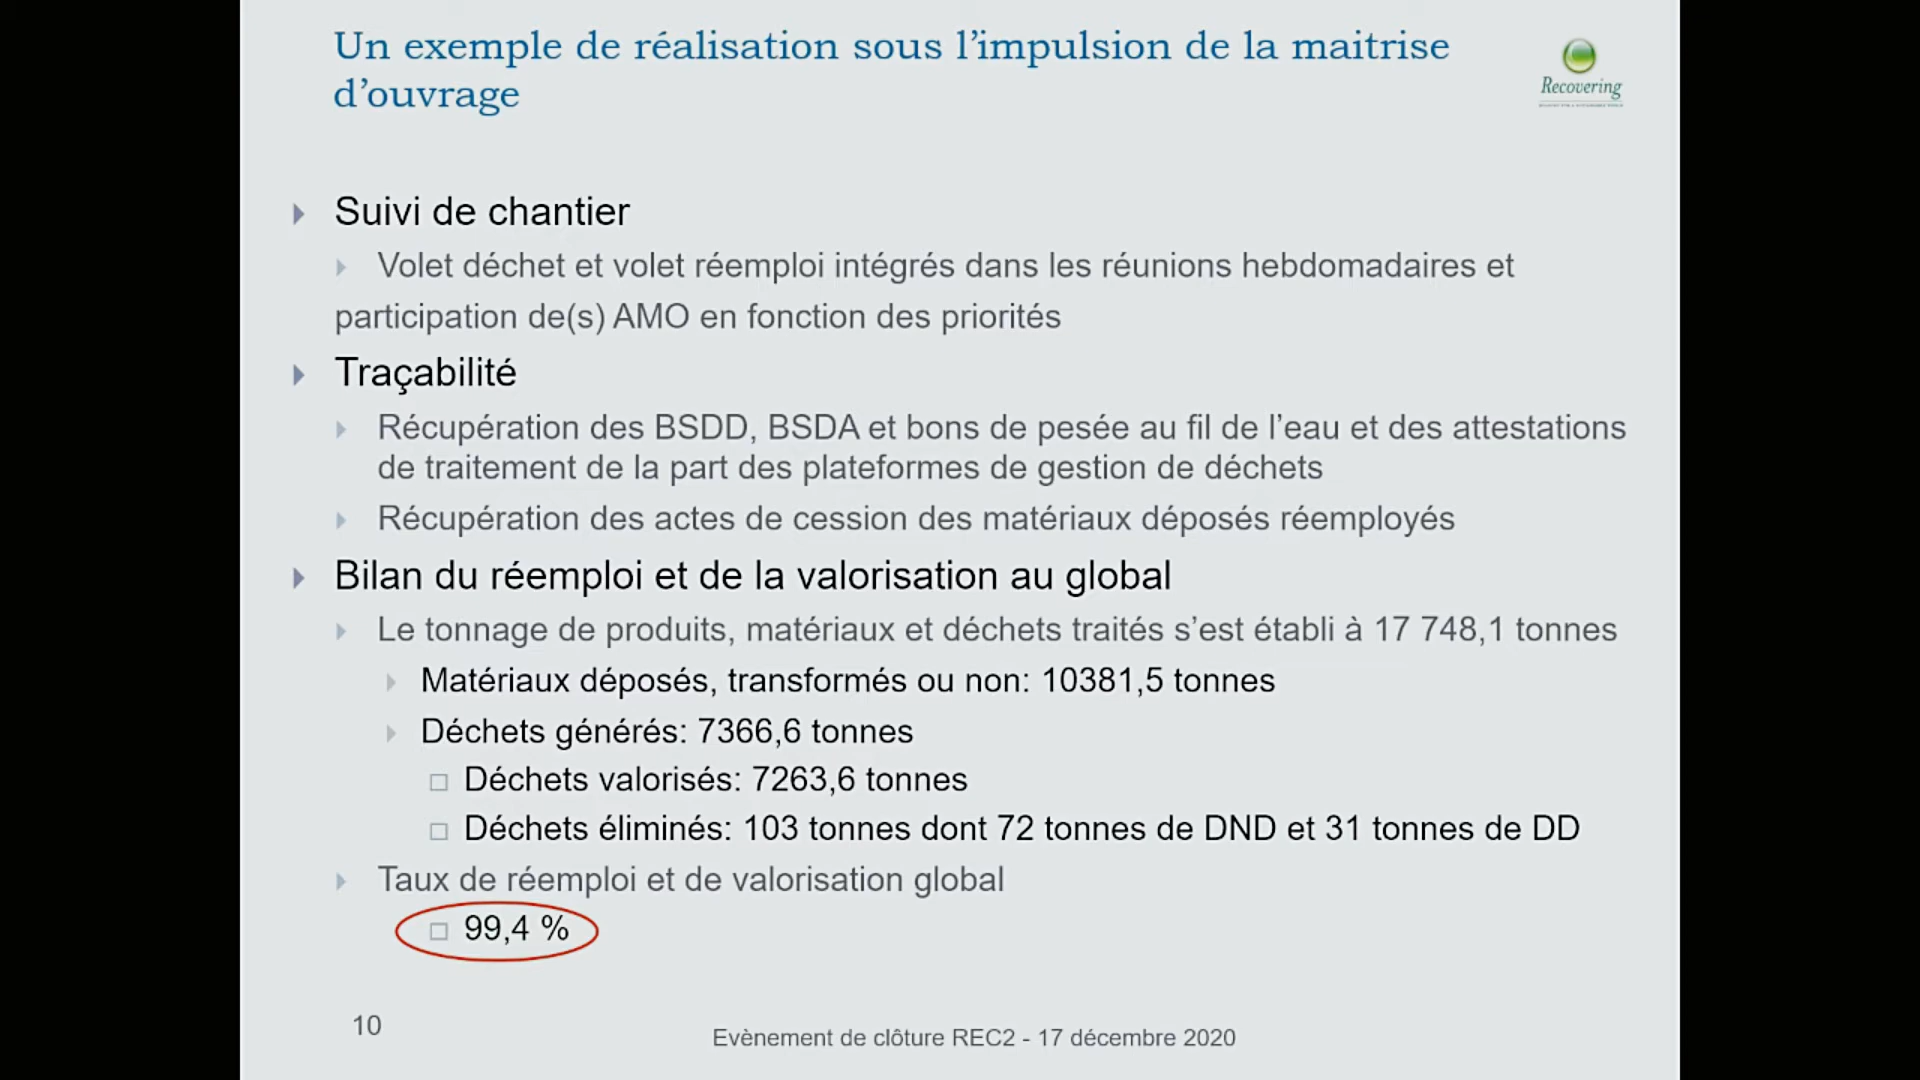 Un exemple de réalisation sous l’impulsion de la maitrise
d’ouvrage
Recovering
Suivi de chantier
Volet déchet et volet réemploi intégrés dans les réunions hebdomadaires et
participation de(s) AMO en fonction des priorités
Traçabilité
Récupération des BSDD, BSDA et bons de pesée au fil de l’eau et des attestations
de traitement de la part des plateformes de gestion de déchets
Récupération des actes de cession des matériaux déposés réemployés
Bilan du réemploi et de la valorisation au global
Le tonnage de produits, matériaux et déchets traités s’est établi à 17 748,1 tonnes
Matériaux déposés, transformés ou non: 10381,5 tonnes
Déchets générés: 7366,6 tonnes
Déchets valorisés: 7263,6 tonnes
Déchets éliminés: 103 tonnes dont 72 tonnes de DND et 31 tonnes de DD
Taux de réemploi et de valorisation global
99,4 %
10
Evènement de clôture REC2 - 17 décembre 2020